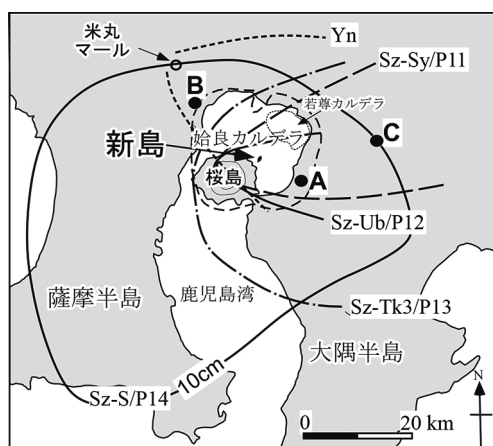 米丸
マール
Yn
Sz-Sy/P11
B
若尊カルデラ
姶良カルデラ
C
新島
桜島
A
Sz-Ub/P12
薩摩半島
鹿児島湾
Sz-Tk3/P13
大隅半島
10cm
Sz-S/P14
N
0
20 km